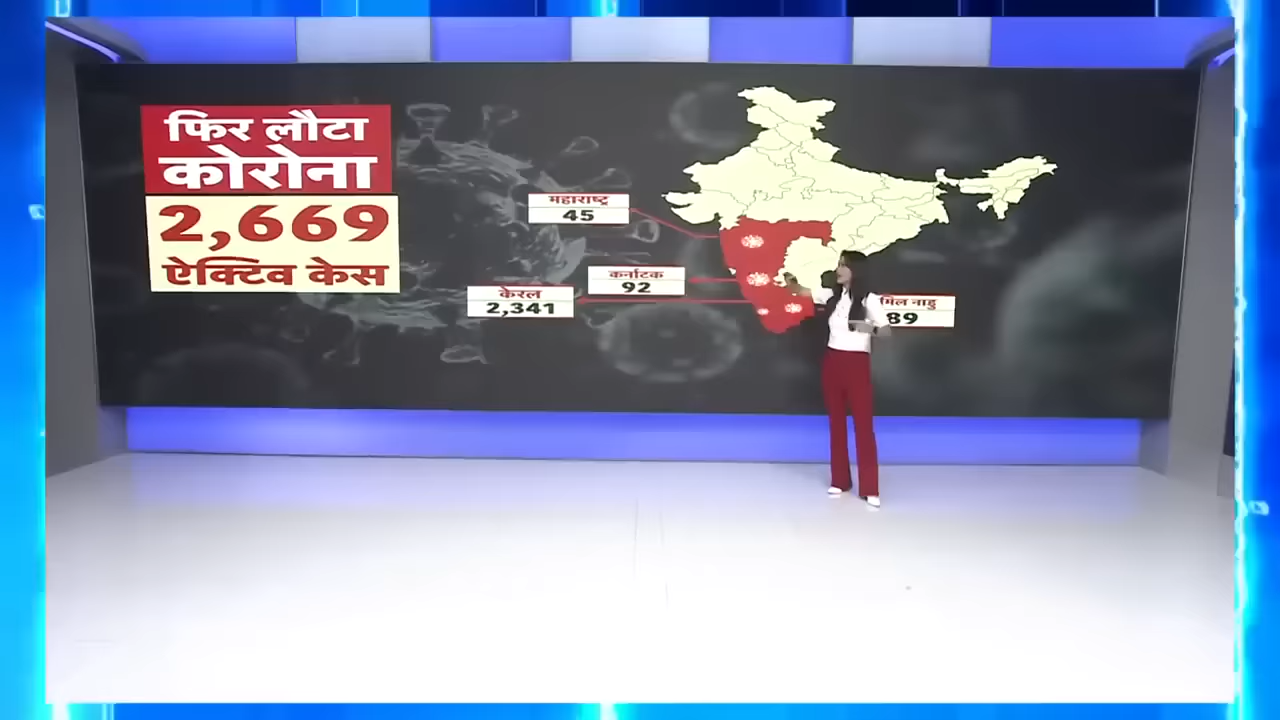 फिर लौटा
कोरोना
2,669
ऐक्टिव केस
महाराष्ट्र
45
कर्नाटक
92
केरल
2,341
मिल नाडु
89